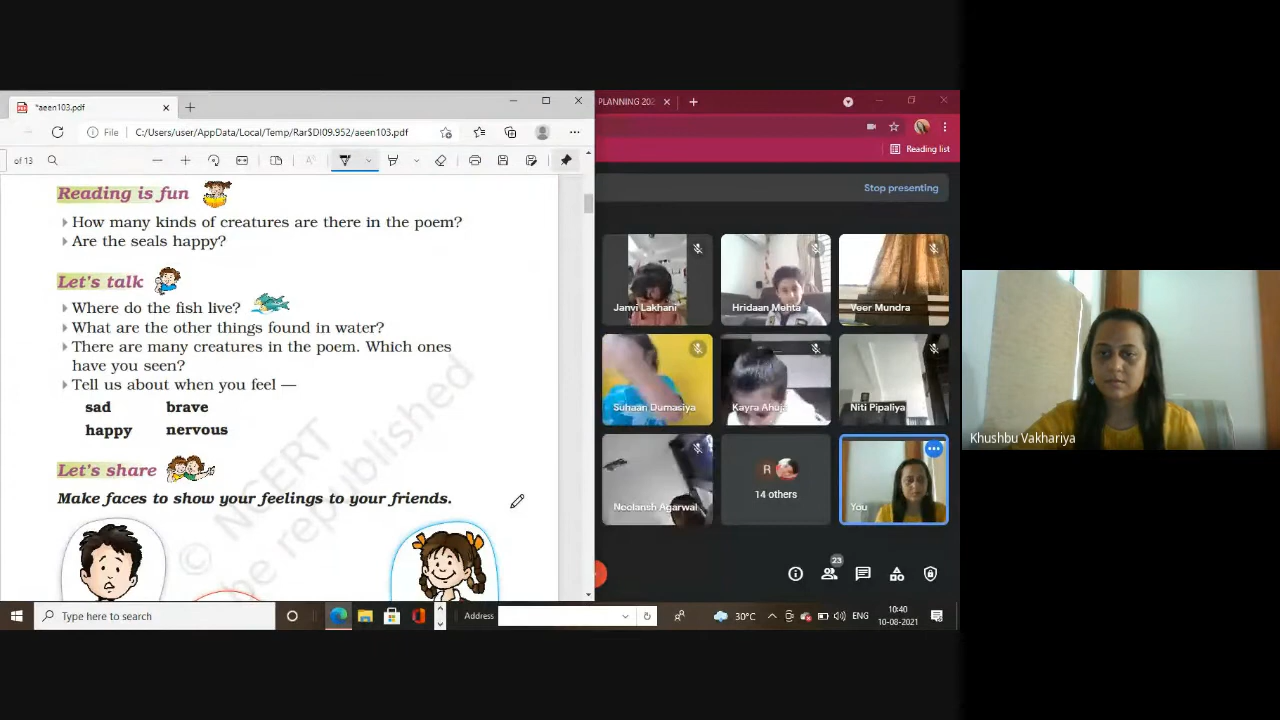 *aeen103.pdf
File
C:/Users/user/AppData/Local/Temp/Rar$DI09.952/aeen103.pdf
of 13
Reading is fun
How many kinds of creatures are there in the poem?
Are the seals happy?
Let's talk
Where do the fish live?
What are the other things found in water?
There are many creatures in the poem. Which ones
have you seen?
Tell us about when you feel —
sad brave
happy nervous
Let's share
Make faces to show your feelings to your friends.
© NCERT
be republished
PLANNING 202
Reading list
Stop presenting
Janvi Lakhani
Hridaan Mehta
Veer Mundra
Suhaan Dumasiya
Kayra Ahuja
Niti Pipaliya
Neelansh Agarwal
R
14 others
You
23
Khushbu Vakhariya
Type here to search
Address
30°C
ENG
10:40
10-08-2021